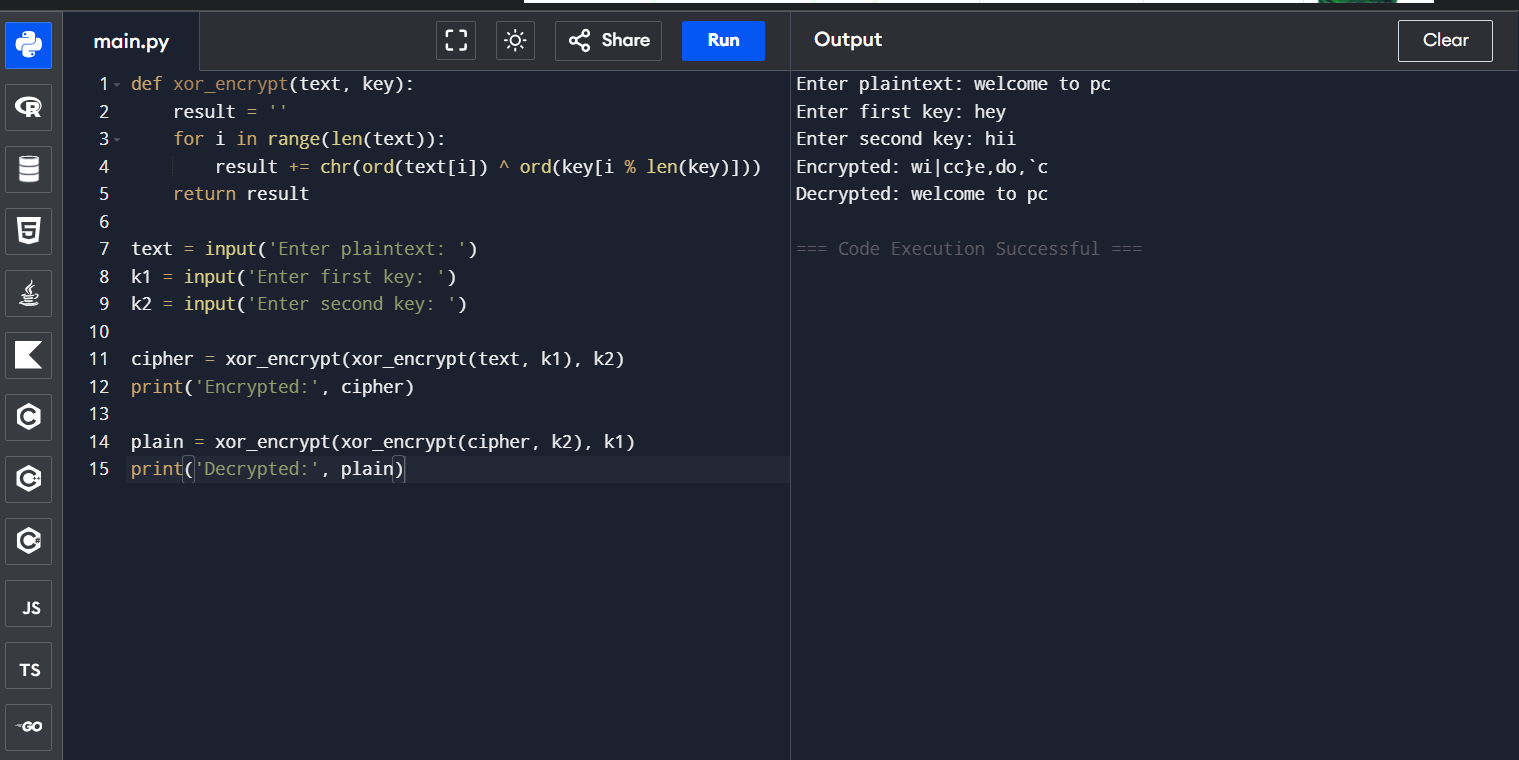 main.py
Share
Run
Output
Clear
1 def xor_encrypt(text, key):
2     result = ''
3     for i in range(len(text)):
4         result += chr(ord(text[i]) ^ ord(key[i % len(key)]))
5     return result
6
7 text = input('Enter plaintext: ')
8 k1 = input('Enter first key: ')
9 k2 = input('Enter second key: ')
10
11 cipher = xor_encrypt(xor_encrypt(text, k1), k2)
12 print('Encrypted:', cipher)
13
14 plain = xor_encrypt(xor_encrypt(cipher, k2), k1)
15 print('Decrypted:', plain)
Enter plaintext: welcome to pc
Enter first key: hey
Enter second key: hii
Encrypted: wi|cc}e,do,`c
Decrypted: welcome to pc
=== Code Execution Successful ===
R
5
C
C++
C#
JS
TS
GO